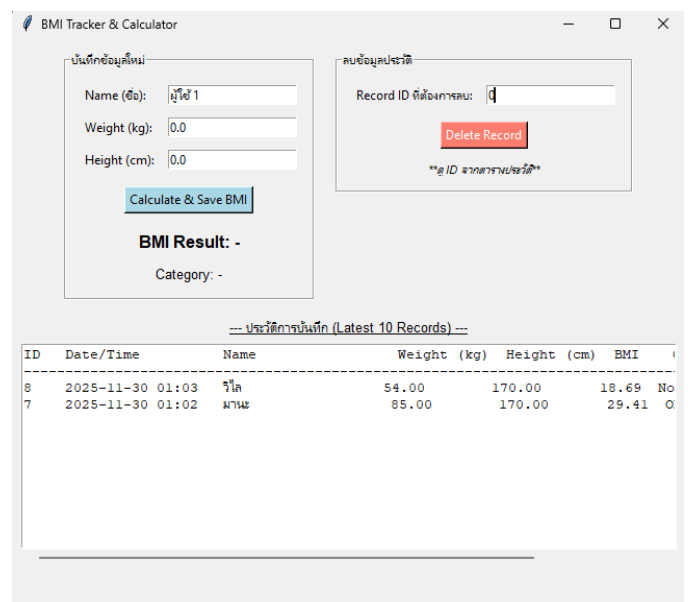 BMI Tracker & Calculator
บันทึกข้อมูลใหม่
Name (ชื่อ): ผู้ใช้ 1
Weight (kg): 0.0
Height (cm): 0.0
Calculate & Save BMI
BMI Result: -
Category: -
ลบข้อมูลประวัติ
Record ID ที่ต้องการลบ: 0
Delete Record
**ดู ID จากตารางประวัติ**
--- ประวัติการบันทึก (Latest 10 Records) ---
ID Date/Time Name Weight (kg) Height (cm) BMI
--------------------------------------------------------------------------------
8 2025-11-30 01:03 วิไล 54.00 170.00 18.69 No
7 2025-11-30 01:02 มานะ 85.00 170.00 29.41 O